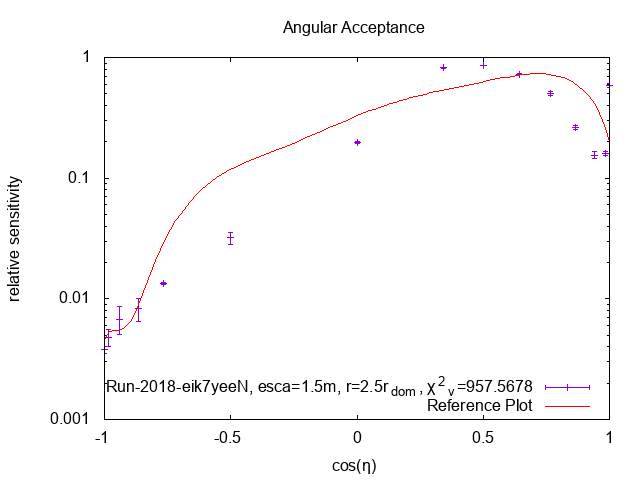 Angular Acceptance
relative sensitivity
1
0.1
0.01
0.001
Run-2018-eik7yeeN, esca=1.5m, r=2.5r_dom, χ²_ν=957.5678
Reference Plot
-1 -0.5 0 0.5 1
cos(η)